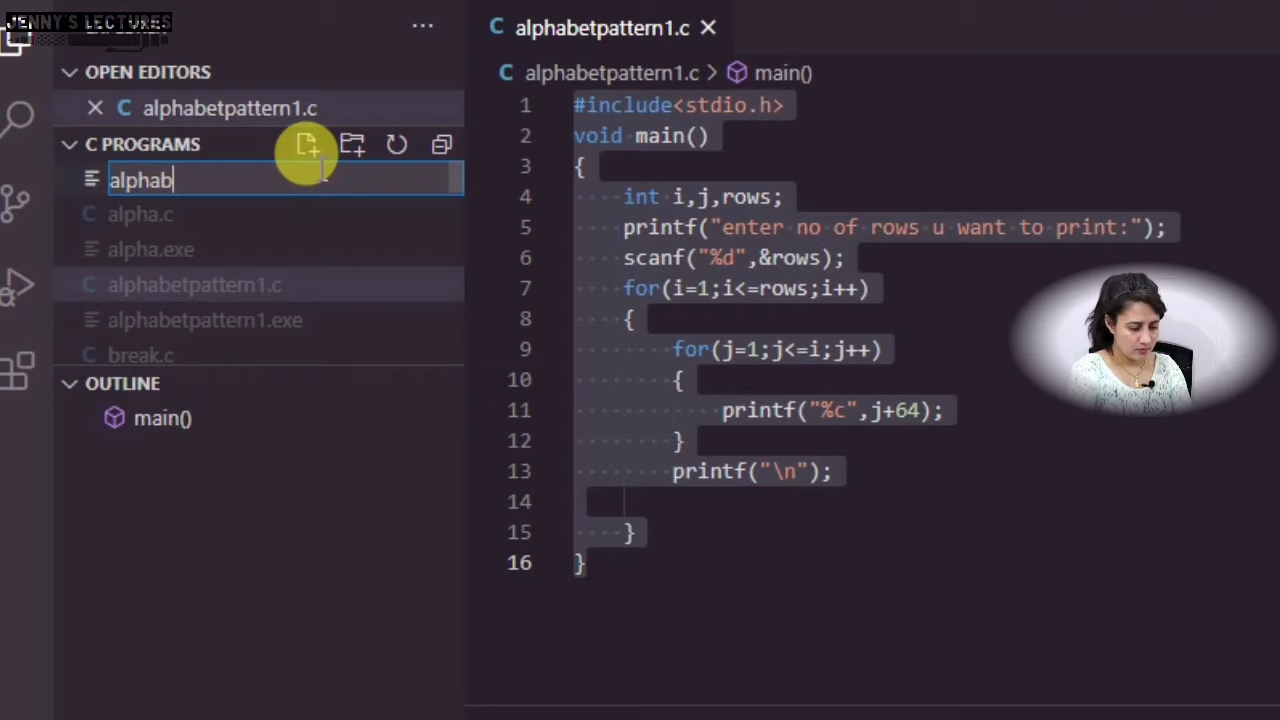 JENNY'S LECTURES
OPEN EDITORS
alphabetpattern1.c
C PROGRAMS
alphab
alpha.c
alpha.exe
alphabetpattern1.c
alphabetpattern1.exe
break.c
OUTLINE
main()
alphabetpattern1.c
alphabetpattern1.c > main()
1 #include<stdio.h>
2 void main()
3 {
4 int i,j,rows;
5 printf("enter no of rows u want to print:");
6 scanf("%d",&rows);
7 for(i=1;i<=rows;i++)
8 {
9 for(j=1;j<=i;j++)
10 {
11 printf("%c",j+64);
12 }
13 printf("\n");
14
15 }
16 }